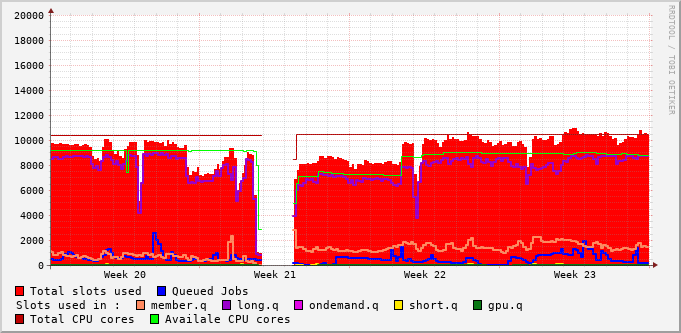 RRDTOOL / TOBI OETIKER
20000
18000
16000
14000
12000
10000
8000
6000
4000
2000
0
Week 20 Week 21 Week 22 Week 23
Total slots used Queued Jobs
Slots used in : member.q long.q ondemand.q short.q gpu.q
Total CPU cores Availale CPU cores